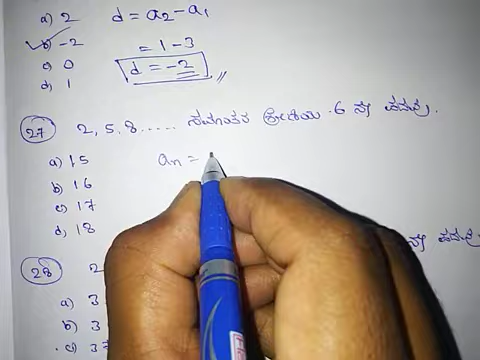 a) 2 d = a₂ - a₁
b) -2 = 1 - 3
c) 0 d = -2
d) 1
27 2, 5, 8 ..... ಸಮಾಂತರ ಶ್ರೇಢಿಯ 6 ನೇ ಪದವು.
a) 15 aₙ =
b) 16
c) 17
d) 18
28 2 ನೇ ಪದವು
a) 3
b) 3
c) 3